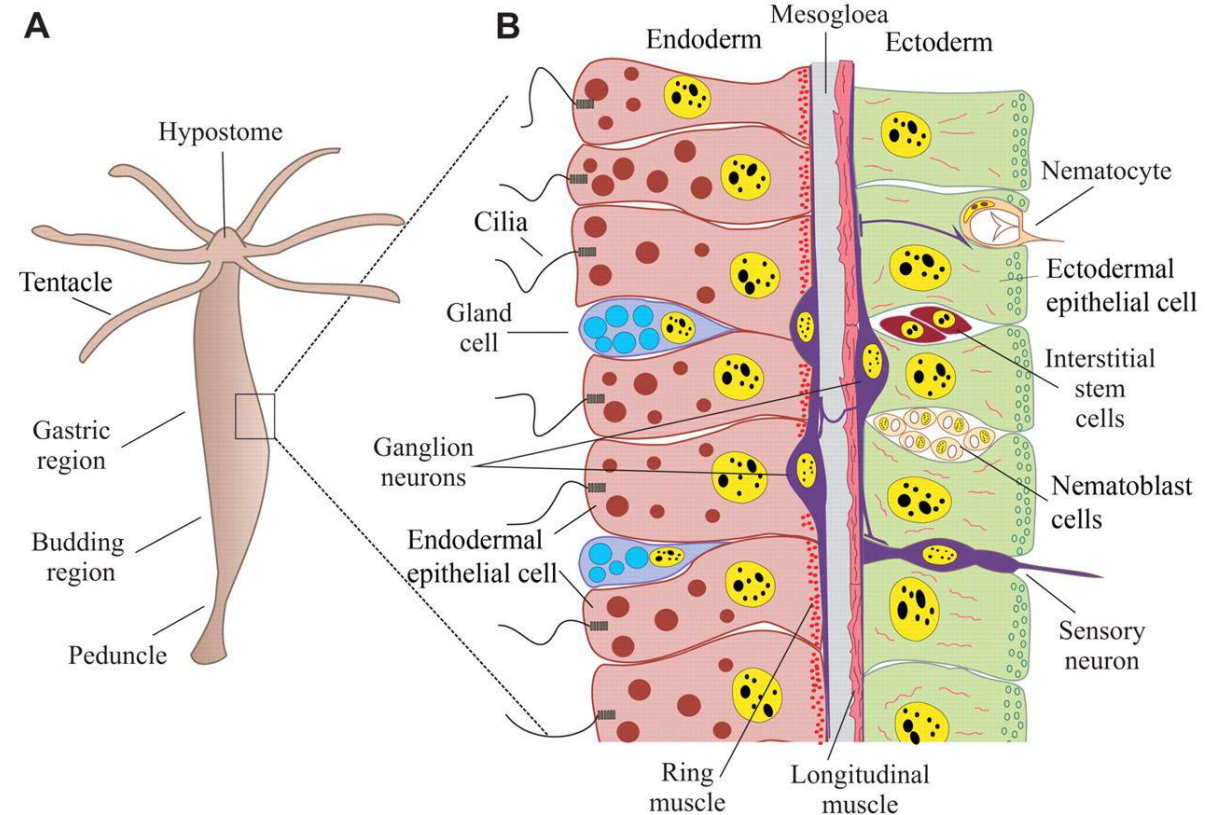 A
Hypostome
Tentacle
Gastric
region
Budding
region
Peduncle
B
Mesogloea
Endoderm
Ectoderm
Nematocyte
Cilia
Ectodermal
epithelial cell
Gland
cell
Interstitial
stem
cells
Ganglion
neurons
Nematoblast
cells
Endodermal
epithelial cell
Sensory
neuron
Ring
muscle
Longitudinal
muscle